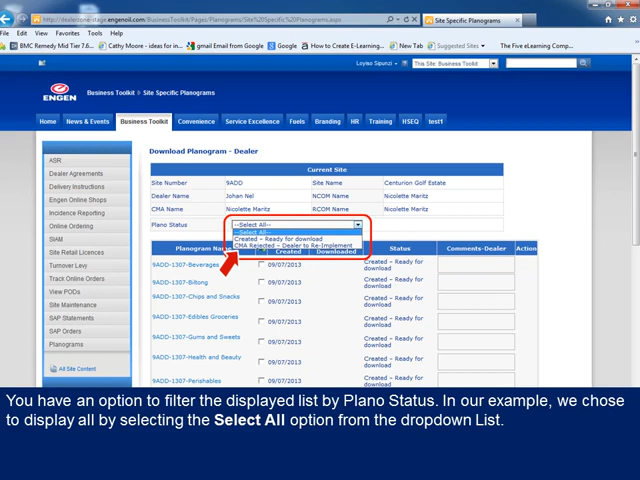 http://dealerzone-stage.engenoil.com/BusinessToolkit/Pages/Planograms/Site%20Specific%20Planograms.aspx
Site Specific Planograms
File Edit View Favorites Tools Help
BMC Remedy Mid Tier 7.6... Cathy Moore - ideas for in... gmail Email from Google Google How to Create E-Learning... New Tab Suggested Sites The Five eLearning Comp...
Loyiso Sipunzi This Site: Business Toolkit
ENGEN Business Toolkit Site Specific Planograms
Home News & Events Business Toolkit Convenience Service Excellence Fuels Branding HR Training HSEQ test1
ASR
Dealer Agreements
Delivery Instructions
Engen Online Shops
Incidence Reporting
Online Ordering
SIAM
Site Retail Licences
Turnover Levy
Track Online Orders
View PODs
Site Maintenance
SAP Statements
SAP Orders
Planograms
All Site Content
Download Planogram - Dealer
Current Site
Site Number 9ADD Site Name Centurion Golf Estate
Dealer Name Johan Nel NCOM Name Nicolette Maritz
CMA Name Nicolette Maritz RCOM Name Nicolette Maritz
Plano Status --Select All--
--Select All--
Created – Ready for download
CMA Rejected – Dealer to Re-Implement
Planogram Name Created Downloaded Status Comments-Dealer Action
9ADD-1307-Beverages 09/07/2013 Created – Ready for download
9ADD-1307-Biltong 09/07/2013 Created – Ready for download
9ADD-1307-Chips and Snacks 09/07/2013 Created – Ready for download
9ADD-1307-Edibles Groceries 09/07/2013 Created – Ready for download
9ADD-1307-Gums and Sweets 09/07/2013 Created – Ready for download
9ADD-1307-Health and Beauty 09/07/2013 Created – Ready for download
9ADD-1307-Perishables 09/07/2013 Created – Ready for
You have an option to filter the displayed list by Plano Status. In our example, we chose
to display all by selecting the Select All option from the dropdown List.